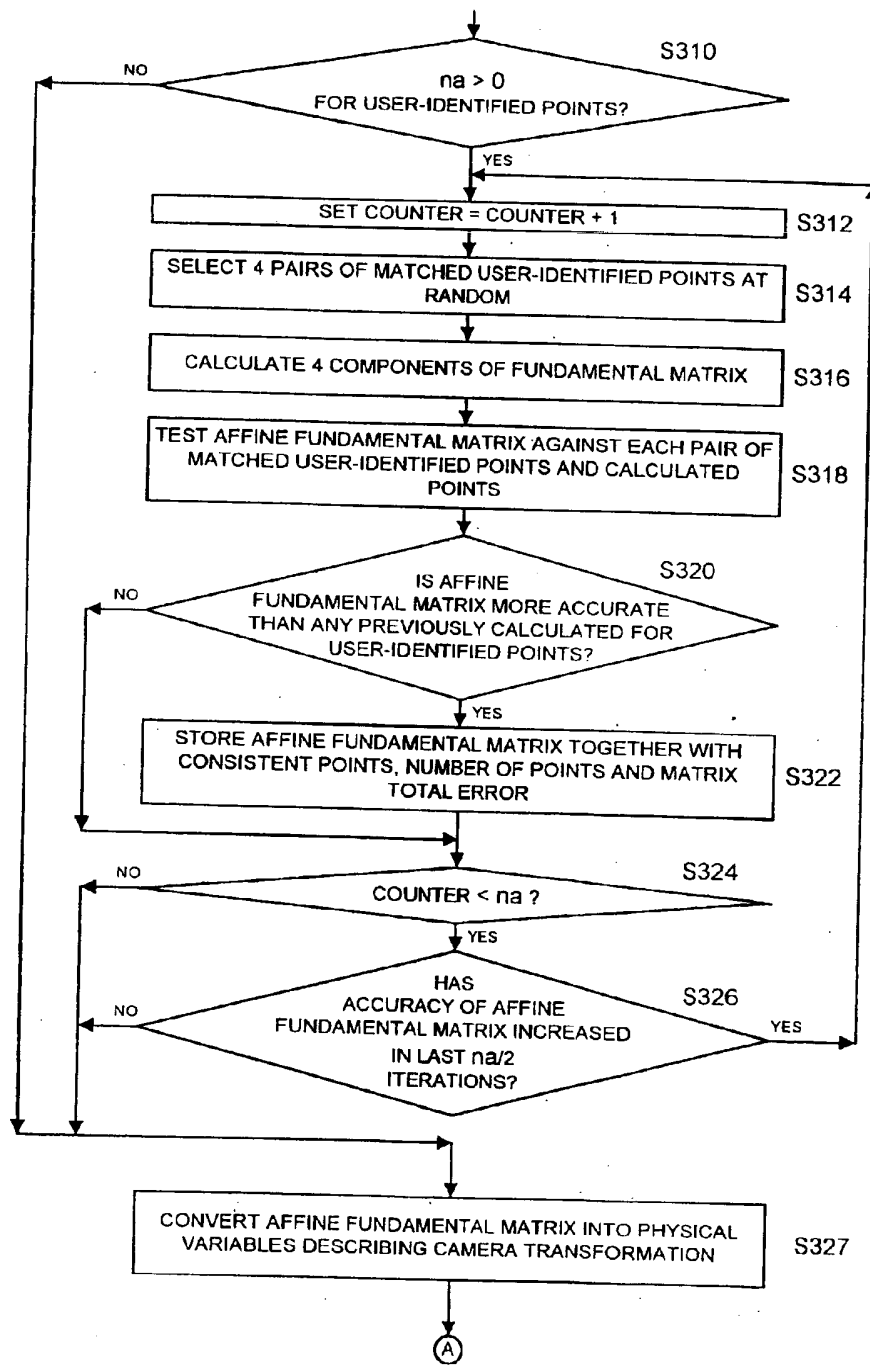 S310
NO
na > 0
FOR USER-IDENTIFIED POINTS?
YES
SET COUNTER = COUNTER + 1
S312
SELECT 4 PAIRS OF MATCHED USER-IDENTIFIED POINTS AT
RANDOM
S314
CALCULATE 4 COMPONENTS OF FUNDAMENTAL MATRIX
S316
TEST AFFINE FUNDAMENTAL MATRIX AGAINST EACH PAIR OF
MATCHED USER-IDENTIFIED POINTS AND CALCULATED
POINTS
S318
S320
NO
IS AFFINE
FUNDAMENTAL MATRIX MORE ACCURATE
THAN ANY PREVIOUSLY CALCULATED FOR
USER-IDENTIFIED POINTS?
YES
STORE AFFINE FUNDAMENTAL MATRIX TOGETHER WITH
CONSISTENT POINTS, NUMBER OF POINTS AND MATRIX
TOTAL ERROR
S322
S324
NO
COUNTER < na ?
YES
S326
HAS
ACCURACY OF AFFINE
FUNDAMENTAL MATRIX INCREASED
IN LAST na/2
ITERATIONS?
NO
YES
CONVERT AFFINE FUNDAMENTAL MATRIX INTO PHYSICAL
VARIABLES DESCRIBING CAMERA TRANSFORMATION
S327
A